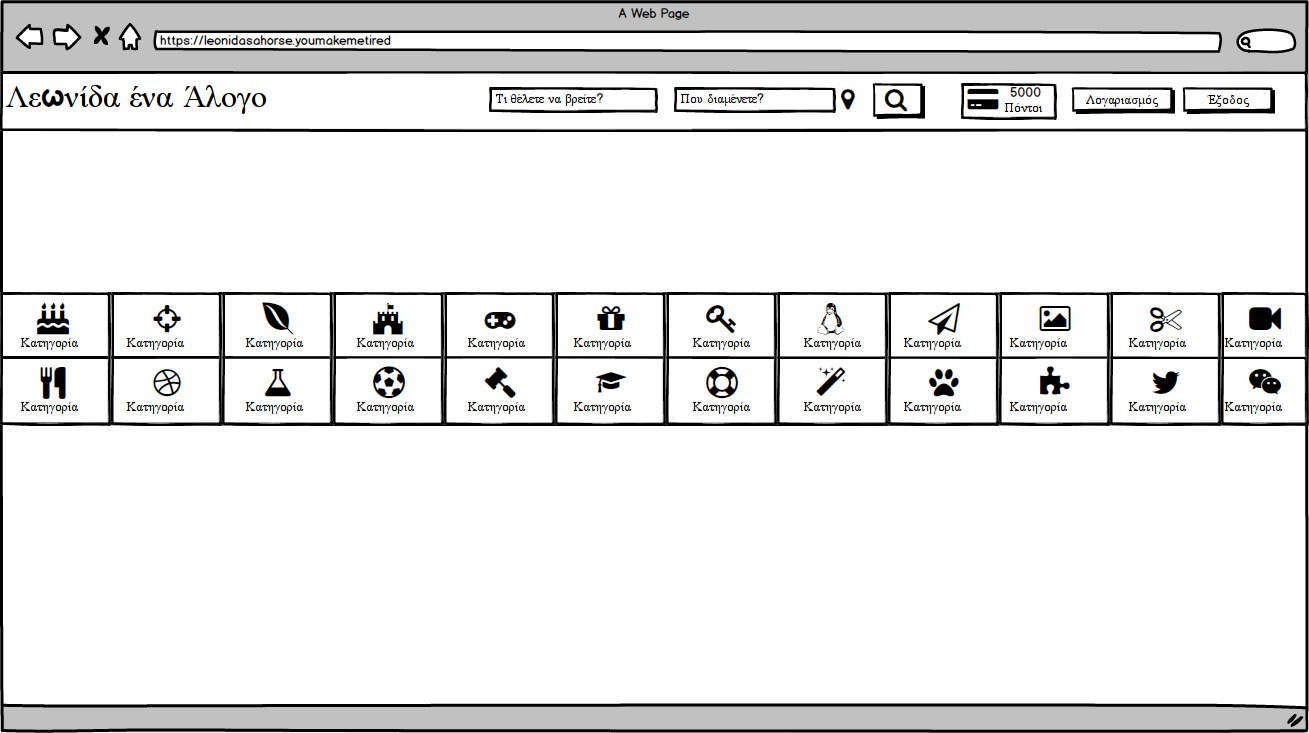 A Web Page
https://leonidasahorse.youmakemetired
Λεωνίδα ένα Άλογο
Τι θέλετε να βρείτε?
Που διαμένετε?
5000
Πόντοι
Λογαριασμός
Έξοδος
Κατηγορία Κατηγορία Κατηγορία Κατηγορία Κατηγορία Κατηγορία Κατηγορία Κατηγορία Κατηγορία Κατηγορία Κατηγορία Κατηγορία
Κατηγορία Κατηγορία Κατηγορία Κατηγορία Κατηγορία Κατηγορία Κατηγορία Κατηγορία Κατηγορία Κατηγορία Κατηγορία Κατηγορία